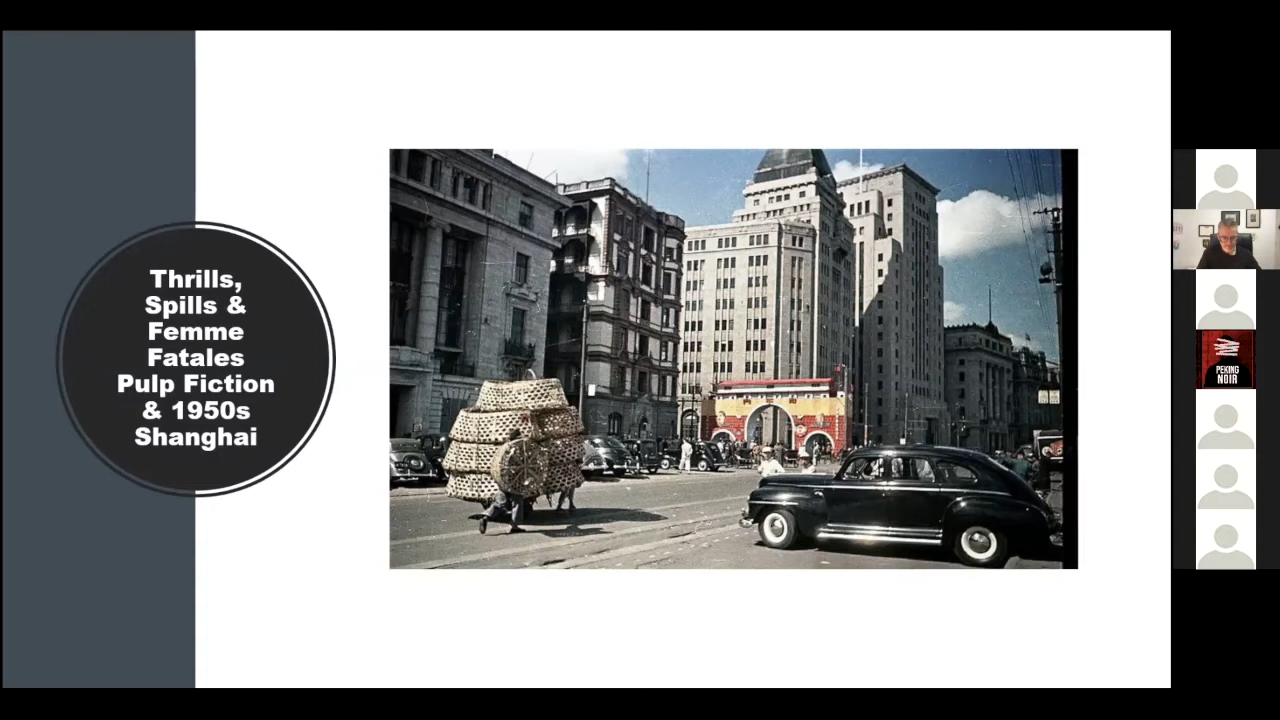 Thrills,
Spills &
Femme
Fatales
Pulp Fiction
& 1950s
Shanghai
PEKING
NOIR